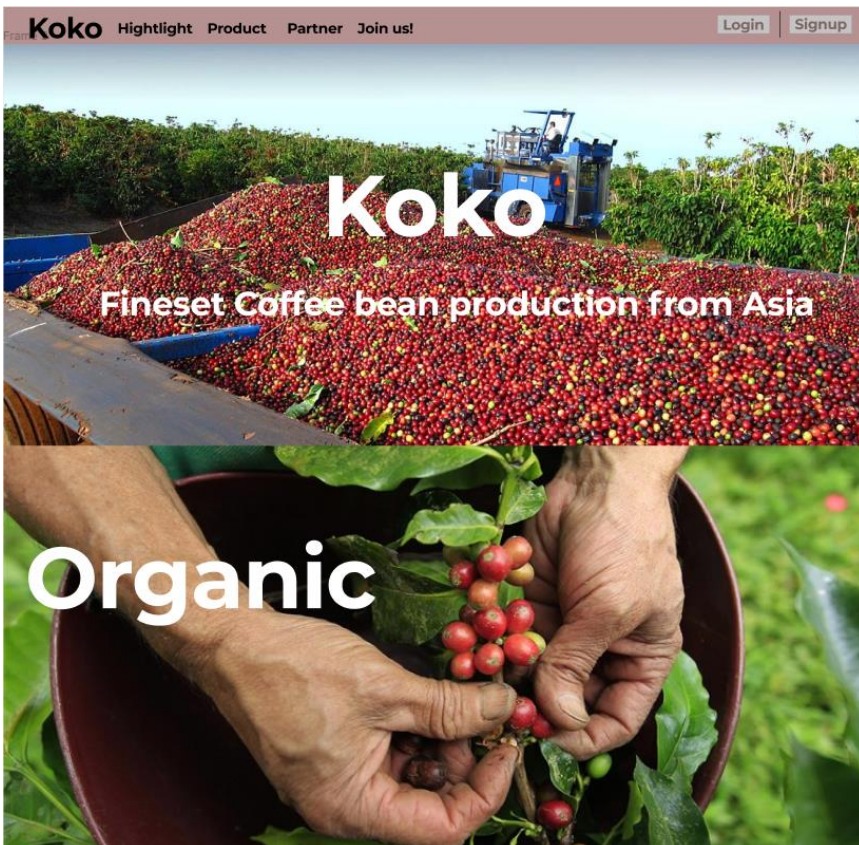 Koko Hightlight Product Partner Join us! Login Signup
Koko
Fineset Coffee bean production from Asia
Organic